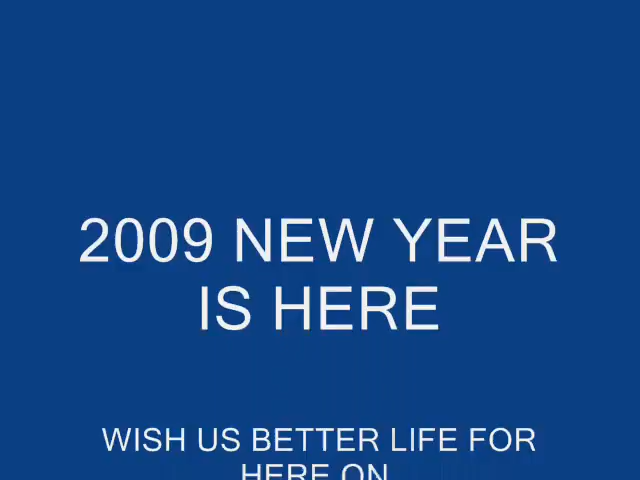 2009 NEW YEAR
IS HERE
WISH US BETTER LIFE FOR
HERE ON